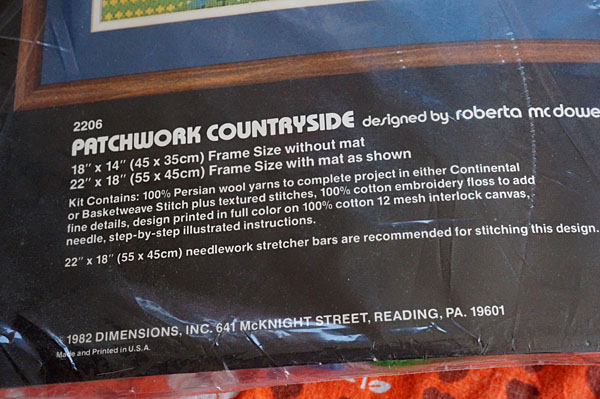 2206
PATCHWORK COUNTRYSIDE designed by roberta mcdowe
18" x 14" (45 x 35cm) Frame Size without mat
22" x 18" (55 x 45cm) Frame Size with mat as shown
Kit Contains: 100% Persian wool yarns to complete project in either Continental
or Basketweave Stitch plus textured stitches, 100% cotton embroidery floss to add
fine details, design printed in full color on 100% cotton 12 mesh interlock canvas,
needle, step-by-step illustrated instructions.
22" x 18" (55 x 45cm) needlework stretcher bars are recommended for stitching this design.
1982 DIMENSIONS, INC. 641 McKNIGHT STREET, READING, PA. 19601
Made and Printed in U.S.A.